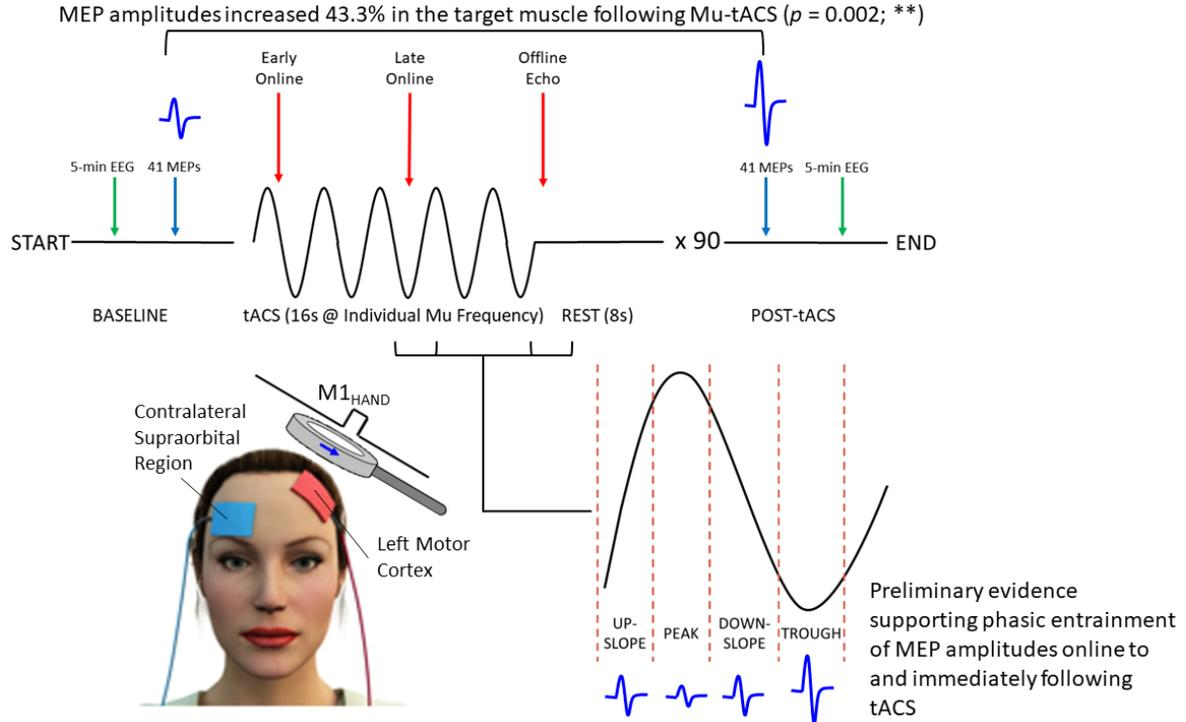 MEP amplitudes increased 43.3% in the target muscle following Mu-tACS (p = 0.002; **)
Early
Online
Late
Online
Offline
Echo
5-min EEG
41 MEPs
41 MEPs
5-min EEG
START
x 90
END
BASELINE
tACS (16s @ Individual Mu Frequency)
REST (8s)
POST-tACS
M1HAND
Contralateral
Supraorbital
Region
Left Motor
Cortex
UP-
SLOPE
PEAK
DOWN-
SLOPE
TROUGH
Preliminary evidence
supporting phasic entrainment
of MEP amplitudes online to
and immediately following
tACS